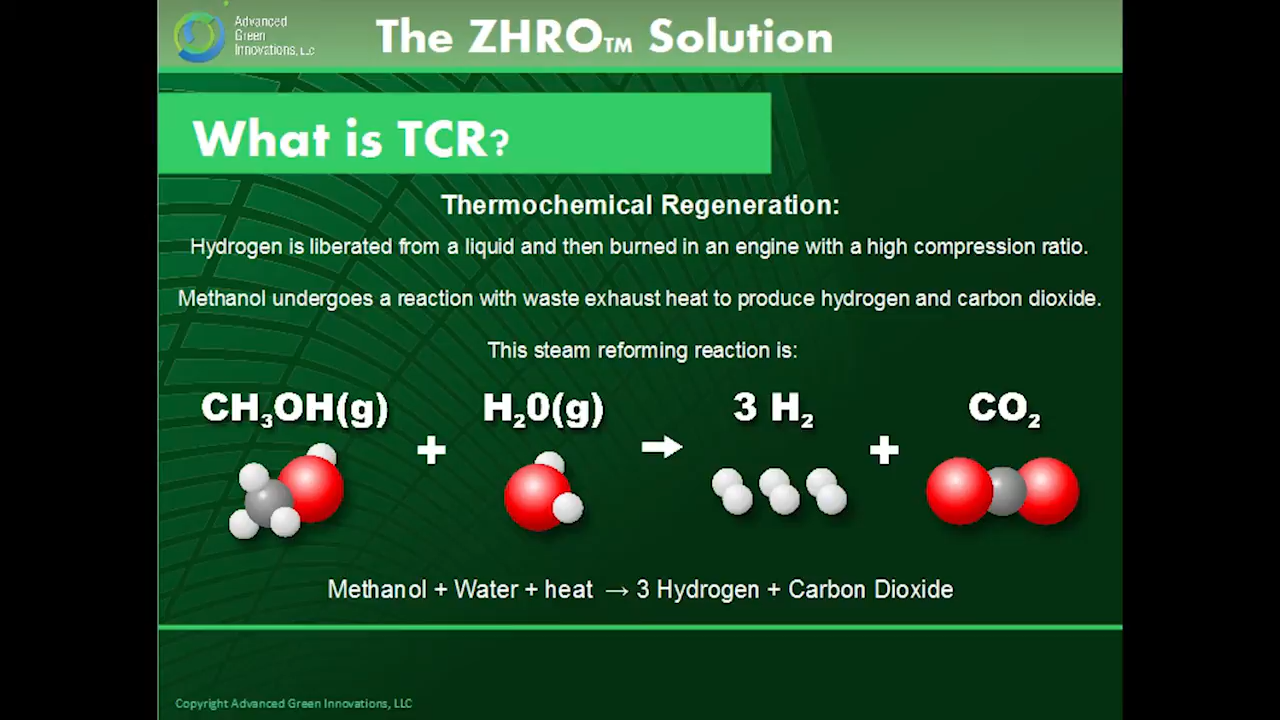 Advanced
Green
Innovations, LLC
The ZHRO™ Solution
What is TCR?
Thermochemical Regeneration:
Hydrogen is liberated from a liquid and then burned in an engine with a high compression ratio.
Methanol undergoes a reaction with waste exhaust heat to produce hydrogen and carbon dioxide.
This steam reforming reaction is:
CH₃OH(g) + H₂0(g) → 3 H₂ + CO₂
Methanol + Water + heat → 3 Hydrogen + Carbon Dioxide
Copyright Advanced Green Innovations, LLC